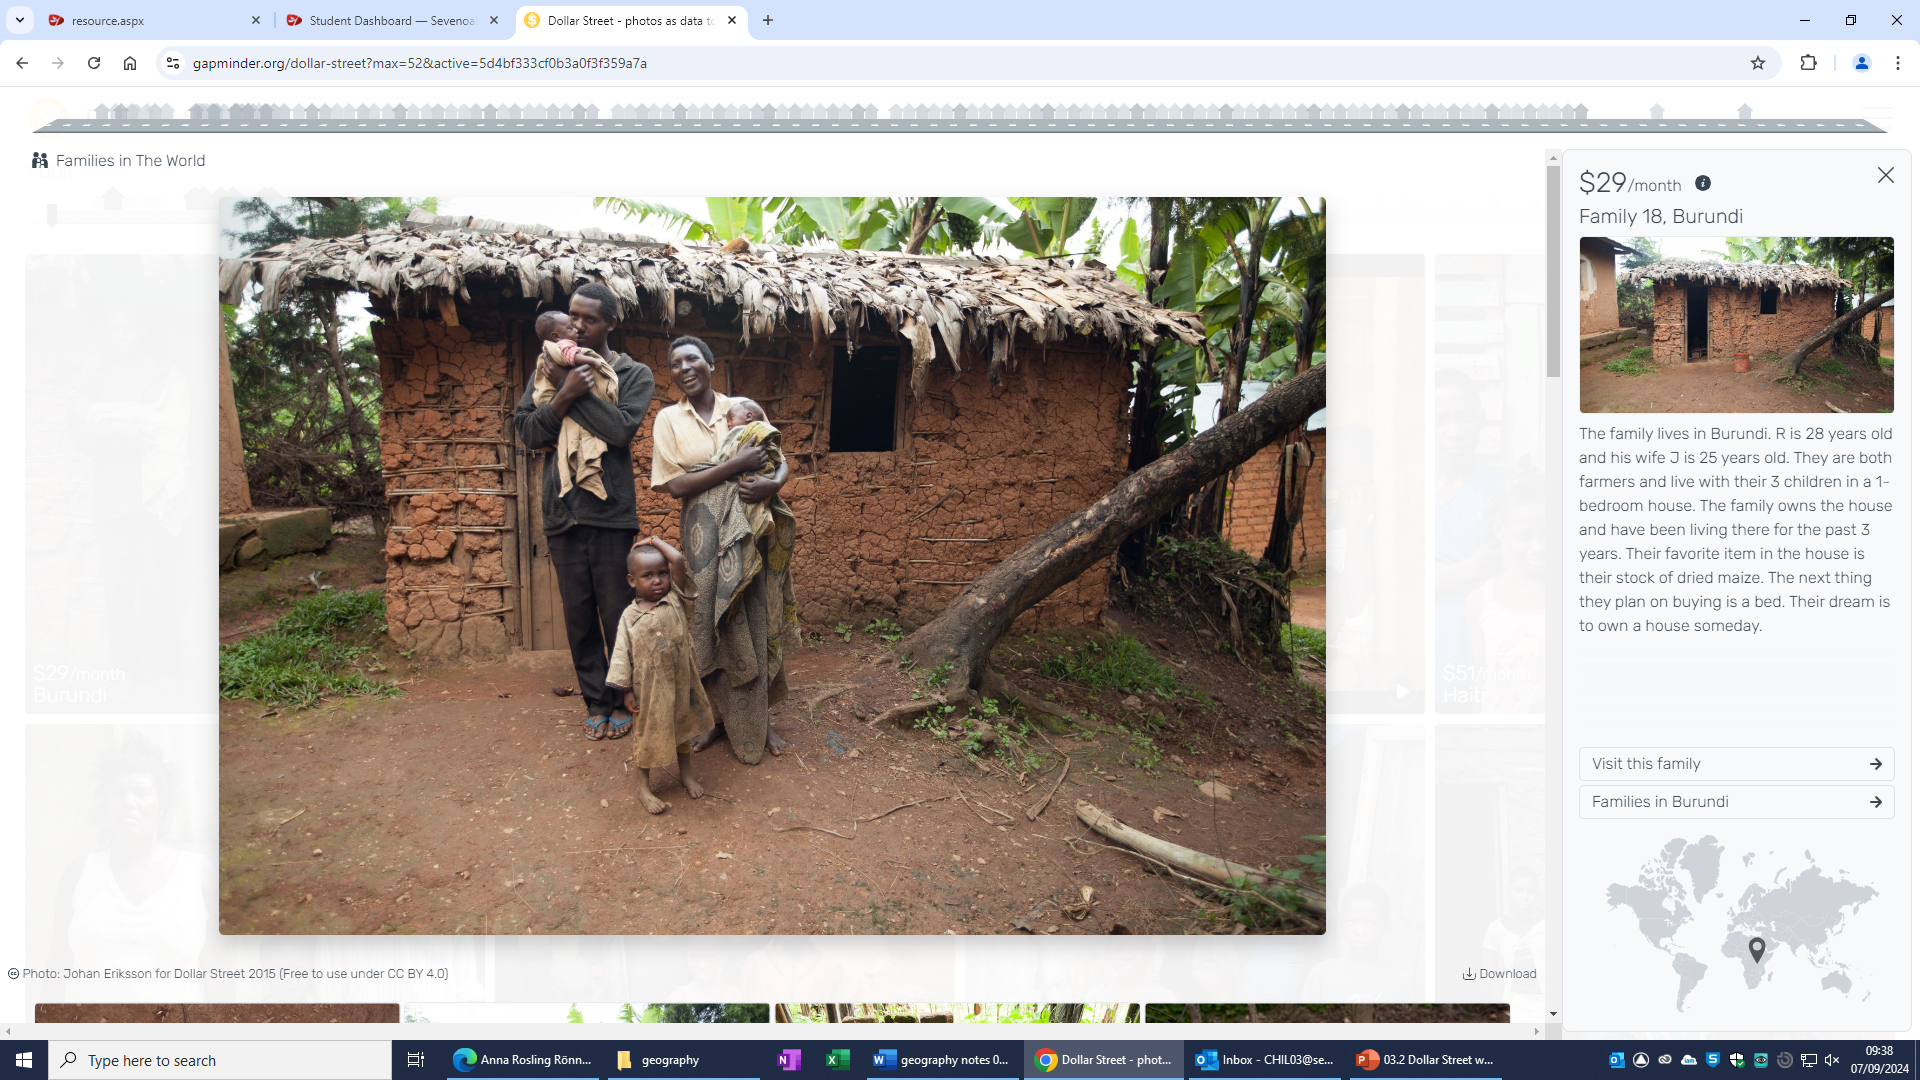 resource.aspx
Student Dashboard — Sevenoa
Dollar Street - photos as data to
gapminder.org/dollar-street?max=52&active=5d4bf333cf0b3a0f3f359a7a
Families in The World
$29/month
Family 18, Burundi
The family lives in Burundi. R is 28 years old
and his wife J is 25 years old. They are both
farmers and live with their 3 children in a 1-
bedroom house. The family owns the house
and have been living there for the past 3
years. Their favorite item in the house is
their stock of dried maize. The next thing
they plan on buying is a bed. Their dream is
to own a house someday.
$29/month
Burundi
$51/month
Haiti
Visit this family
Families in Burundi
Photo: Johan Eriksson for Dollar Street 2015 (Free to use under CC BY 4.0)
Download
Type here to search
Anna Rosling Rönn...
geography
geography notes 0...
Dollar Street - phot...
Inbox - CHIL03@se...
03.2 Dollar Street w...
09:38
07/09/2024